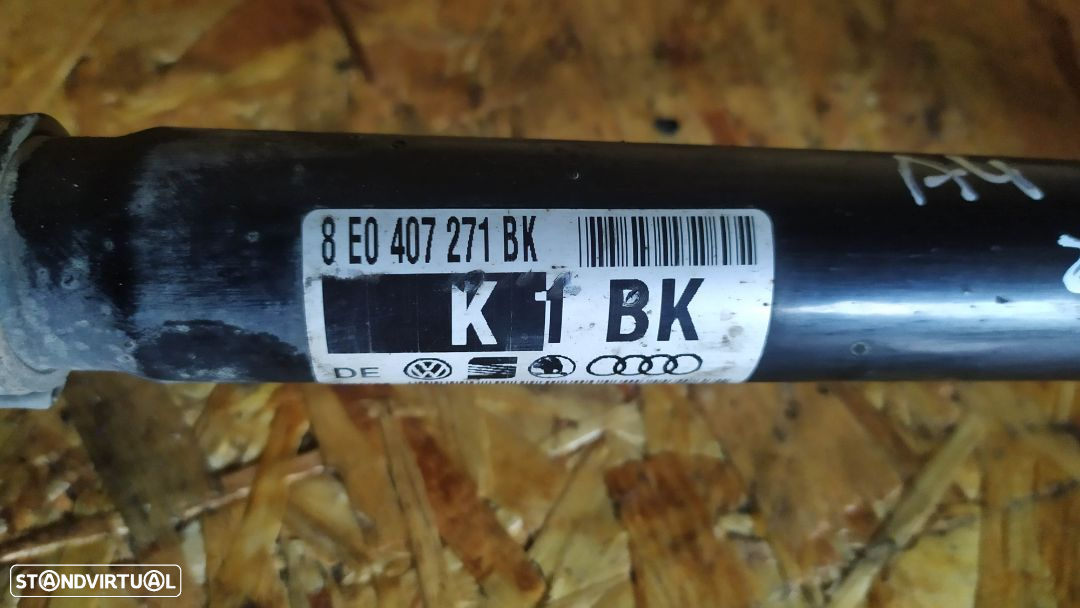 A4
8 E0 407 271 BK
K 1 BK
DE
STANDVIRTUAL